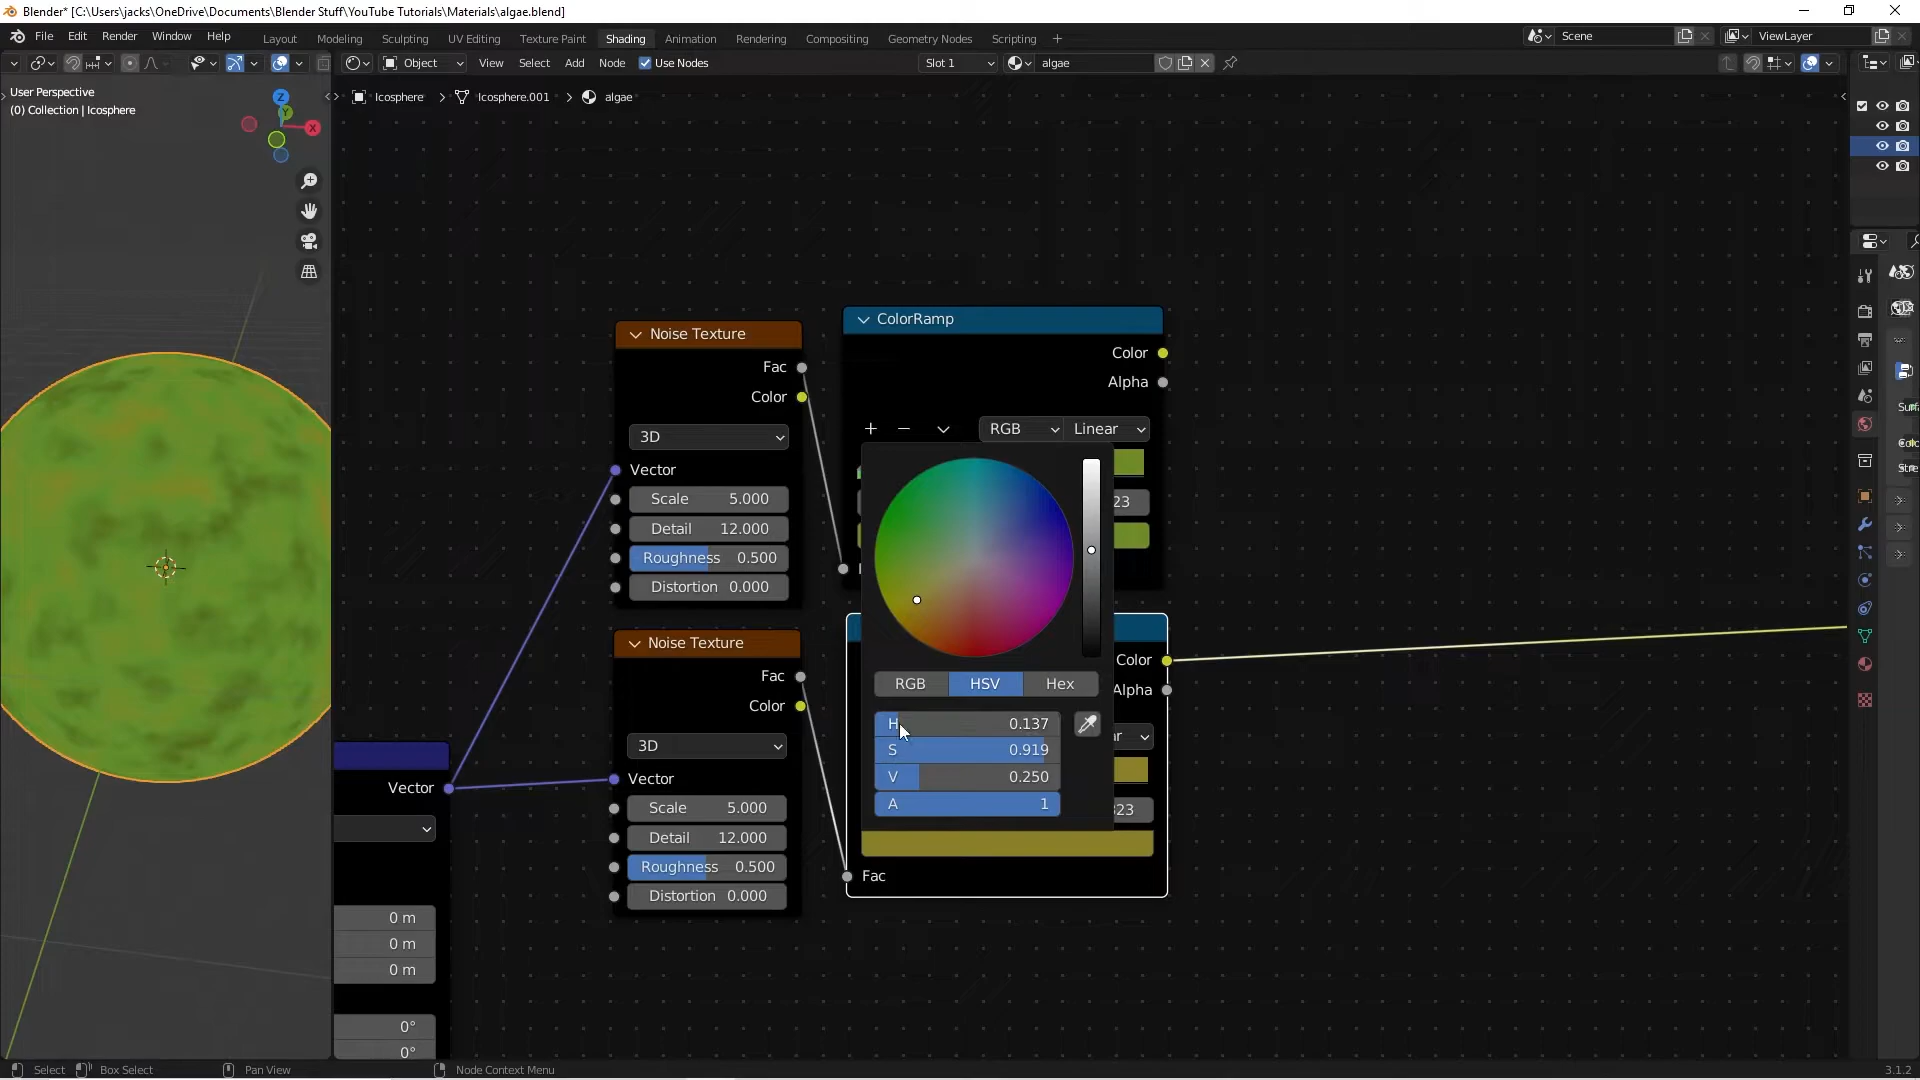 Blender* [C:\Users\jacks\OneDrive\Documents\Blender Stuff\YouTube Tutorials\Materials\algae.blend]
File Edit Render Window Help
Layout Modeling Sculpting UV Editing Texture Paint Shading Animation Rendering Compositing Geometry Nodes Scripting +
Scene
ViewLayer
Object View Select Add Node Use Nodes
Slot 1
algae
User Perspective
(0) Collection | Icosphere
Z
Y
X
Icosphere > Icosphere.001 > algae
Noise Texture
Fac
Color
3D
Vector
Scale 5.000
Detail 12.000
Roughness 0.500
Distortion 0.000
ColorRamp
Color
Alpha
RGB Linear
23
RGB HSV Hex
H 0.137
S 0.919
V 0.250
A 1
Noise Texture
Fac
Color
3D
Vector
Scale 5.000
Detail 12.000
Roughness 0.500
Distortion 0.000
Color
Alpha
ar
323
Fac
Vector
0 m
0 m
0 m
0°
0°
Surf
Colc
Stre
Select Box Select Pan View Node Context Menu
3.1.2